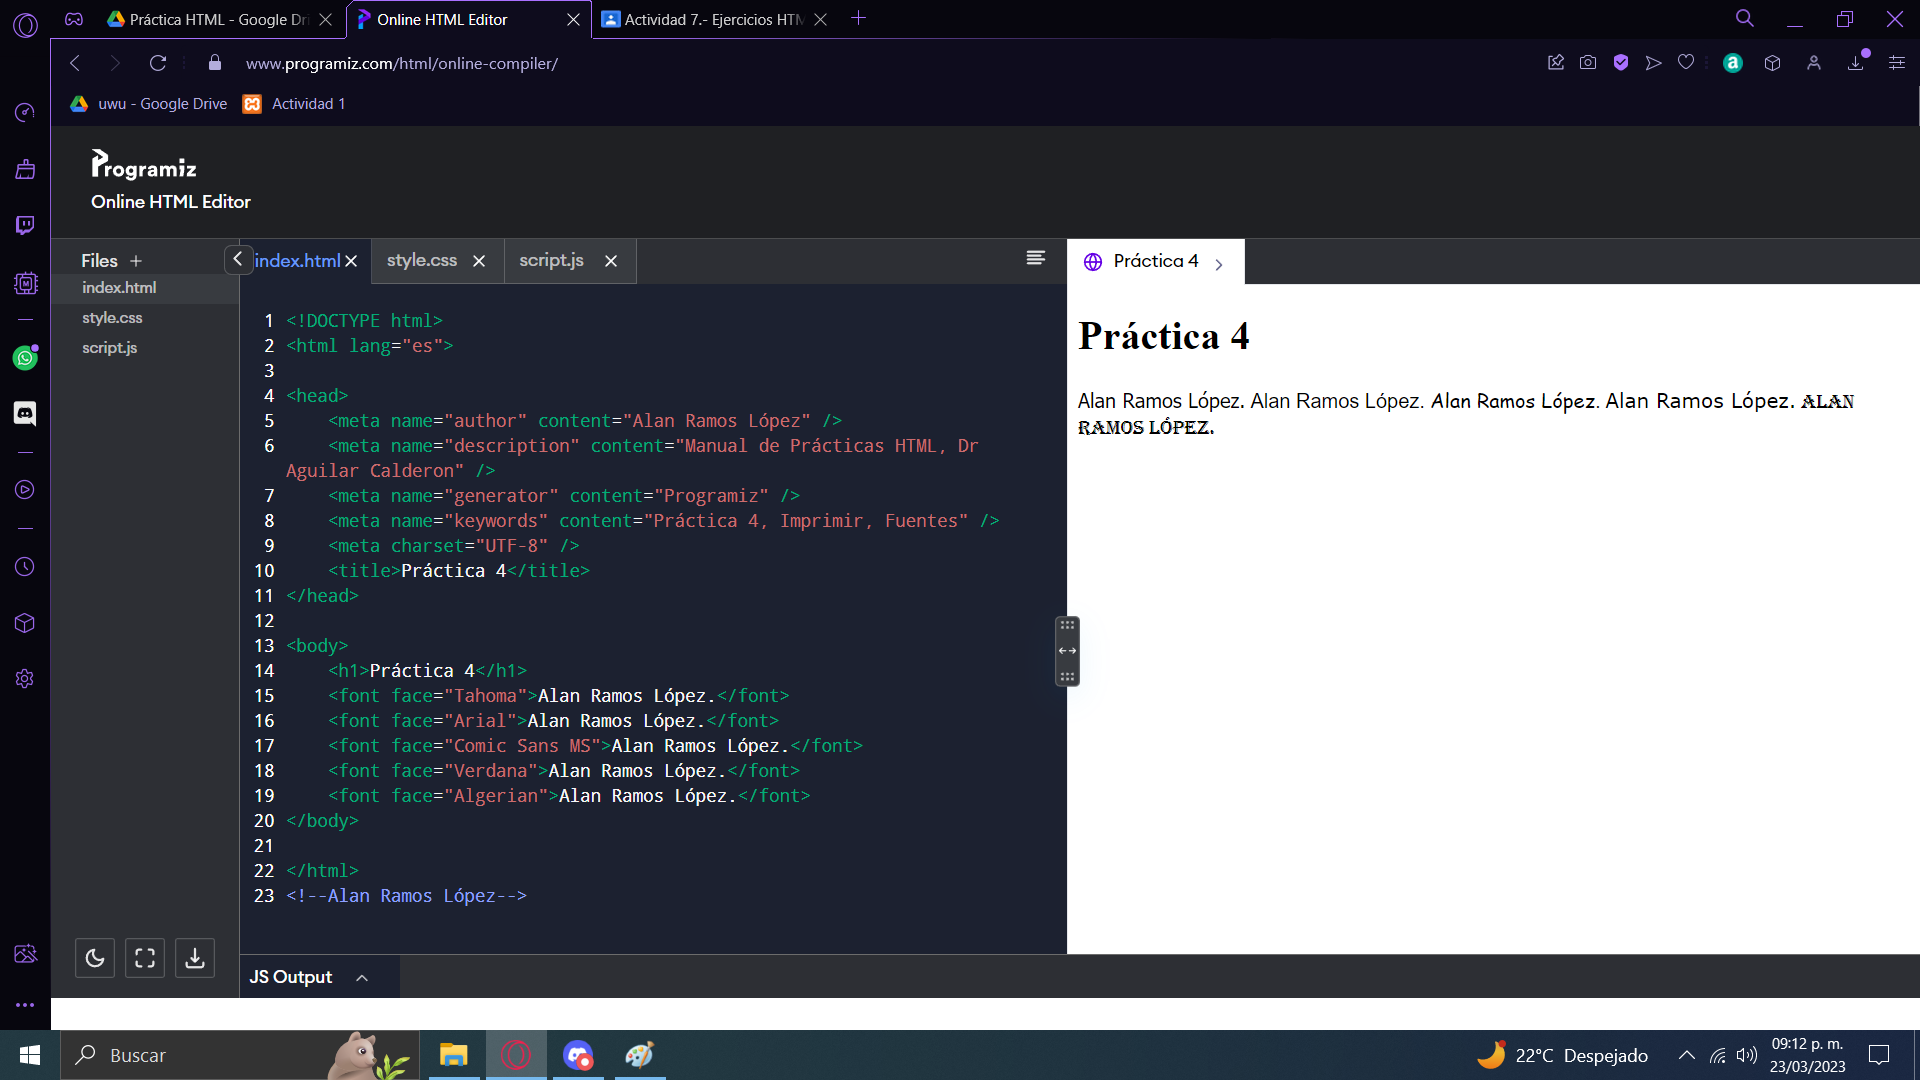 Práctica HTML - Google Dri
Online HTML Editor
Actividad 7.- Ejercicios HTM
www.programiz.com/html/online-compiler/
uwu - Google Drive
Actividad 1
Programiz
Online HTML Editor
Files +
index.html
style.css
script.js
index.html
style.css
script.js
1 <!DOCTYPE html>
2 <html lang="es">
3
4 <head>
5 <meta name="author" content="Alan Ramos López" />
6 <meta name="description" content="Manual de Prácticas HTML, Dr
Aguilar Calderon" />
7 <meta name="generator" content="Programiz" />
8 <meta name="keywords" content="Práctica 4, Imprimir, Fuentes" />
9 <meta charset="UTF-8" />
10 <title>Práctica 4</title>
11 </head>
12
13 <body>
14 <h1>Práctica 4</h1>
15 <font face="Tahoma">Alan Ramos López.</font>
16 <font face="Arial">Alan Ramos López.</font>
17 <font face="Comic Sans MS">Alan Ramos López.</font>
18 <font face="Verdana">Alan Ramos López.</font>
19 <font face="Algerian">Alan Ramos López.</font>
20 </body>
21
22 </html>
23 <!--Alan Ramos López-->
JS Output
Práctica 4
Práctica 4
Alan Ramos López. Alan Ramos López. Alan Ramos López. Alan Ramos López. ALAN
RAMOS LÓPEZ.
Buscar
22°C Despejado
09:12 p. m.
23/03/2023